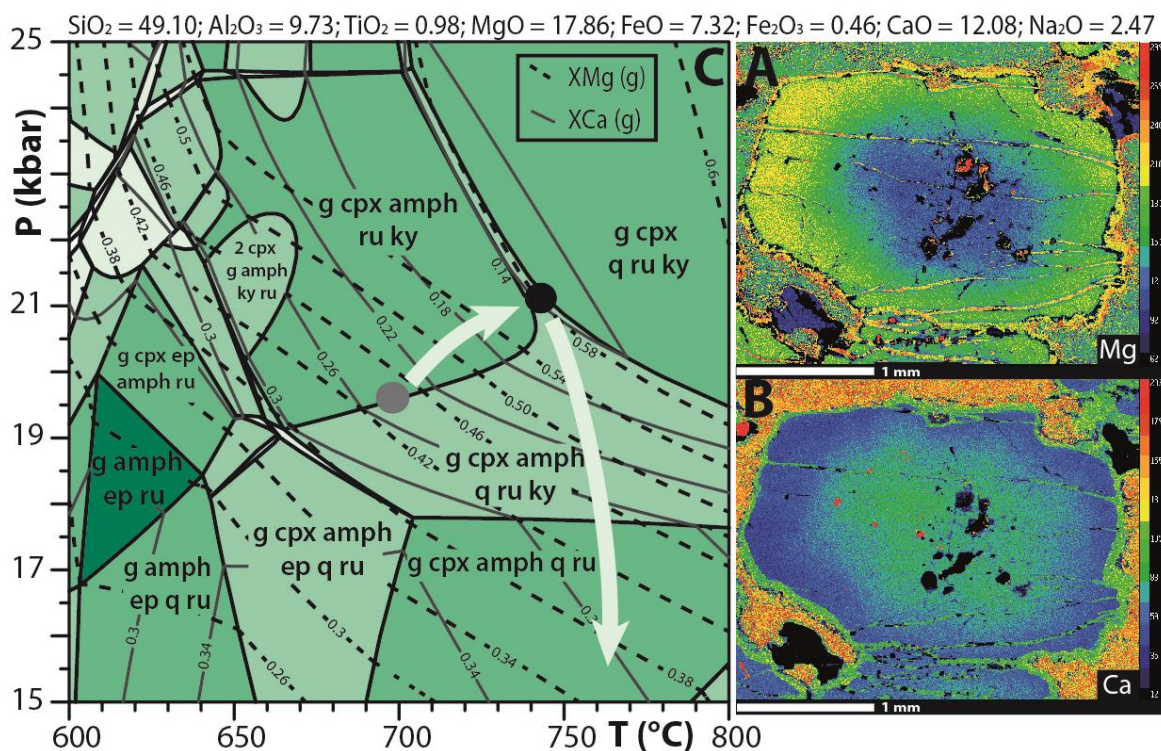 SiO₂ = 49.10; Al₂O₃ = 9.73; TiO₂ = 0.98; MgO = 17.86; FeO = 7.32; Fe₂O₃ = 0.46; CaO = 12.08; Na₂O = 2.47
C
XMg (g)
XCa (g)
P (kbar)
25
23
21
19
17
15
600
650
700
750
T (°C)
800
g cpx amph
ru ky
g cpx
q ru ky
2 cpx
g amph
ky ru
g cpx ep
amph ru
g amph
ep ru
g amph
ep q ru
g cpx amph
ep q ru
g cpx amph
q ru ky
g cpx amph q ru
0.5
0.46
0.42
0.38
0.3
0.3
0.6
0.14
0.18
0.22
0.26
0.58
0.54
0.50
0.46
0.42
0.3
0.34
0.3
0.26
0.34
0.34
0.38
A
Mg
1 mm
B
Ca
1 mm